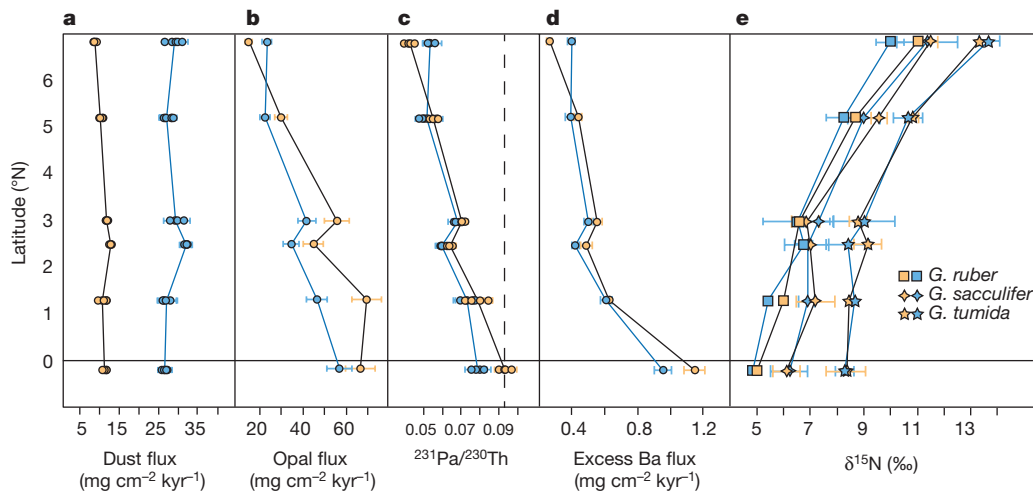 a b c d e
6
5
4
3
2
1
0
Latitude (°N)
5 15 25 35
20 40 60
0.05 0.07 0.09
0.4 0.8 1.2
5 7 9 11 13
G. ruber
G. sacculifer
G. tumida
Dust flux
(mg cm⁻² kyr⁻¹)
Opal flux
(mg cm⁻² kyr⁻¹)
²³¹Pa/²³⁰Th
Excess Ba flux
(mg cm⁻² kyr⁻¹)
δ¹⁵N (‰)